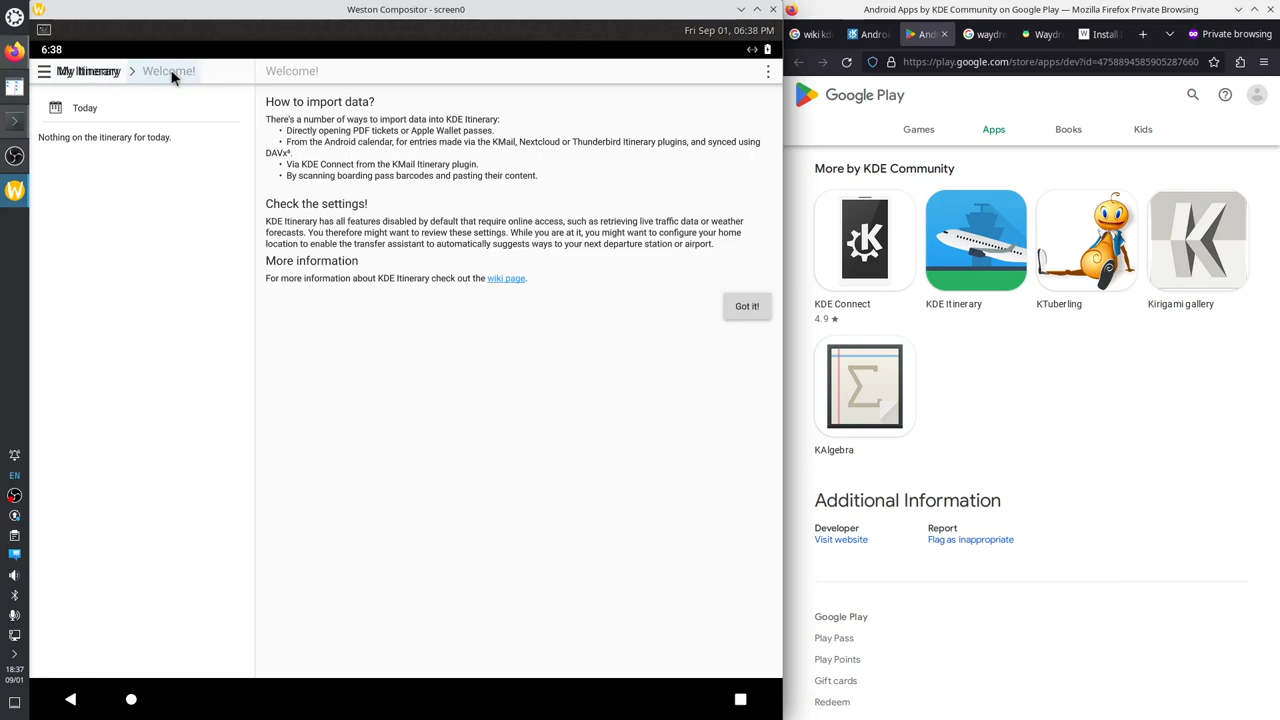 Weston Compositor - screen0
Fri Sep 01, 06:38 PM
6:38
My Itinerary > Welcome!
Welcome!
Today
Nothing on the itinerary for today.
How to import data?
There's a number of ways to import data into KDE Itinerary:
• Directly opening PDF tickets or Apple Wallet passes.
• From the Android calendar, for entries made via the KMail, Nextcloud or Thunderbird Itinerary plugins, and synced using
DAVx⁵.
• Via KDE Connect from the KMail Itinerary plugin.
• By scanning boarding pass barcodes and pasting their content.
Check the settings!
KDE Itinerary has all features disabled by default that require online access, such as retrieving live traffic data or weather
forecasts. You therefore might want to review these settings. While you are at it, you might want to configure your home
location to enable the transfer assistant to automatically suggests ways to your next departure station or airport.
More information
For more information about KDE Itinerary check out the wiki page.
Got it!
EN
18:37
09/01
Android Apps by KDE Community on Google Play — Mozilla Firefox Private Browsing
wiki kd
Androi
And
waydr
Waydr
Install
Private browsing
https://play.google.com/store/apps/dev?id=4758894585905287660
Google Play
Games
Apps
Books
Kids
More by KDE Community
KDE Connect
4.9 ★
KDE Itinerary
KTuberling
Kirigami gallery
KAlgebra
Additional Information
Developer
Visit website
Report
Flag as inappropriate
Google Play
Play Pass
Play Points
Gift cards
Redeem